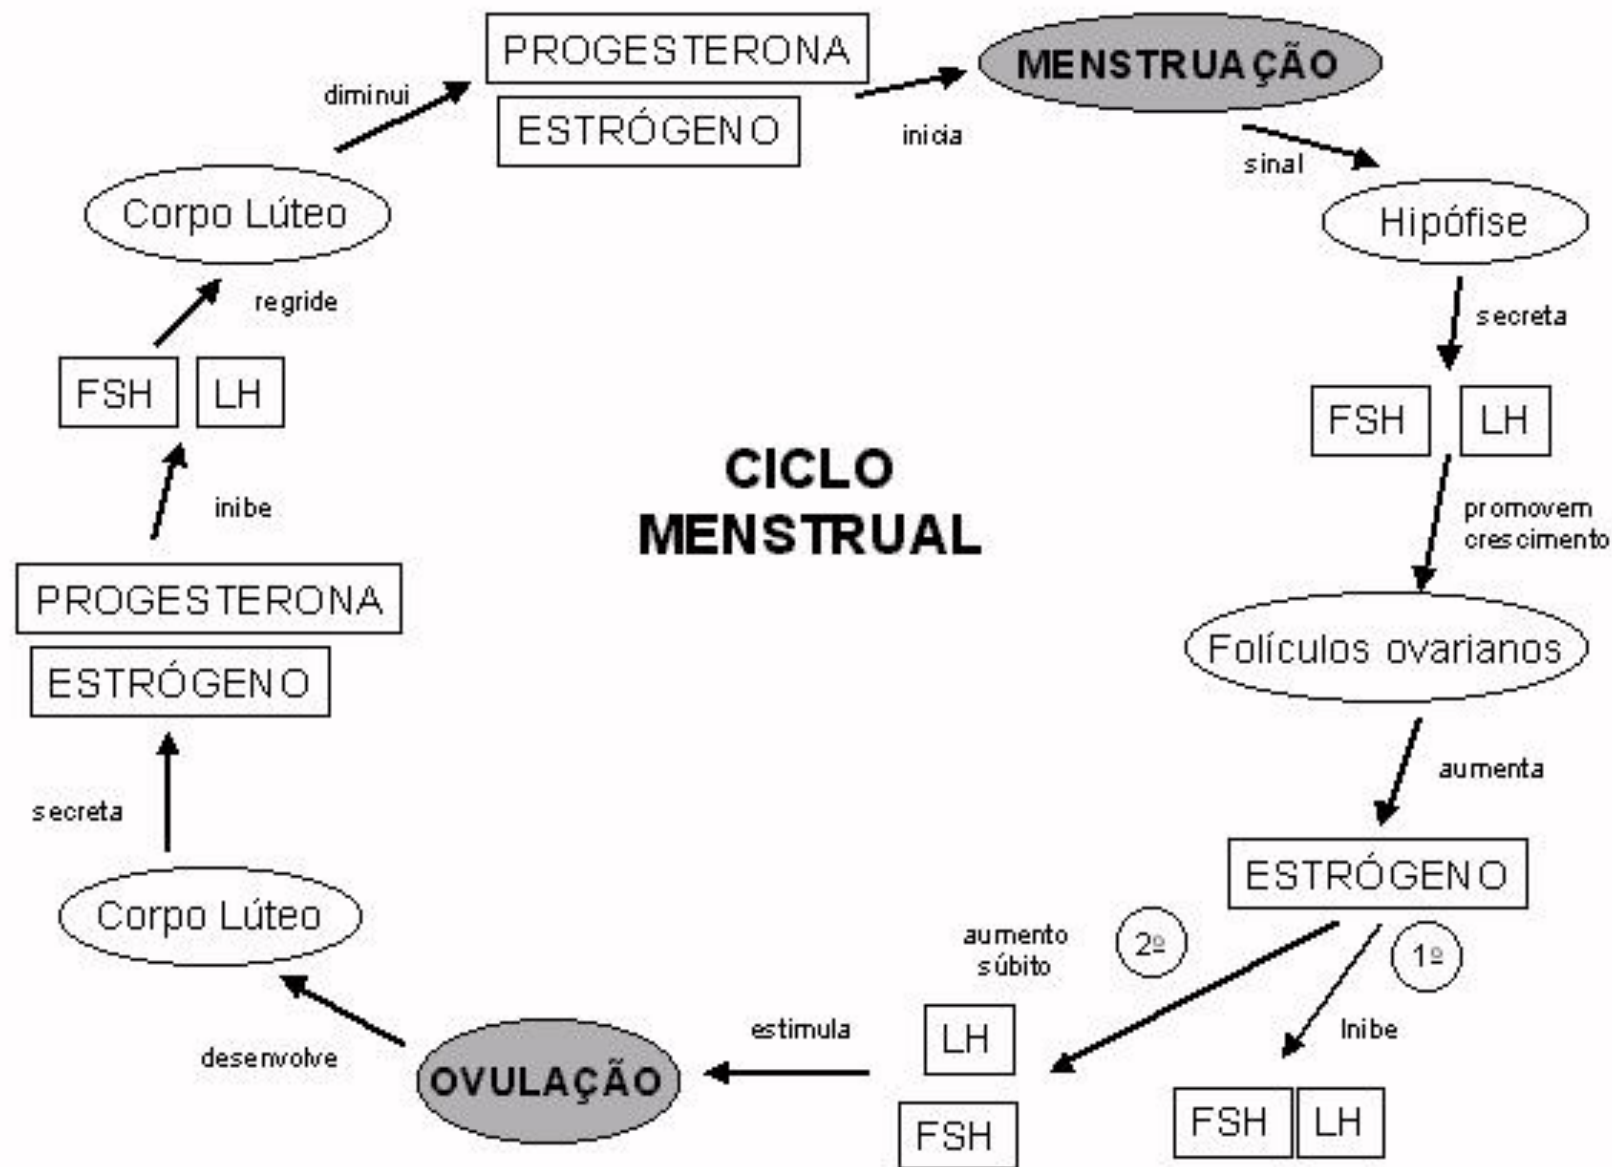 PROGESTERONA
ESTRÓGENO
diminui
inicia
MENSTRUAÇÃO
sinal
Hipófise
secreta
FSH
LH
promovem
crescimento
Folículos ovarianos
aumenta
ESTRÓGENO
1º
Inibe
FSH
LH
2º
aumento
súbito
LH
FSH
estimula
OVULAÇÃO
desenvolve
Corpo Lúteo
secreta
PROGESTERONA
ESTRÓGENO
inibe
FSH
LH
regride
Corpo Lúteo
CICLO
MENSTRUAL